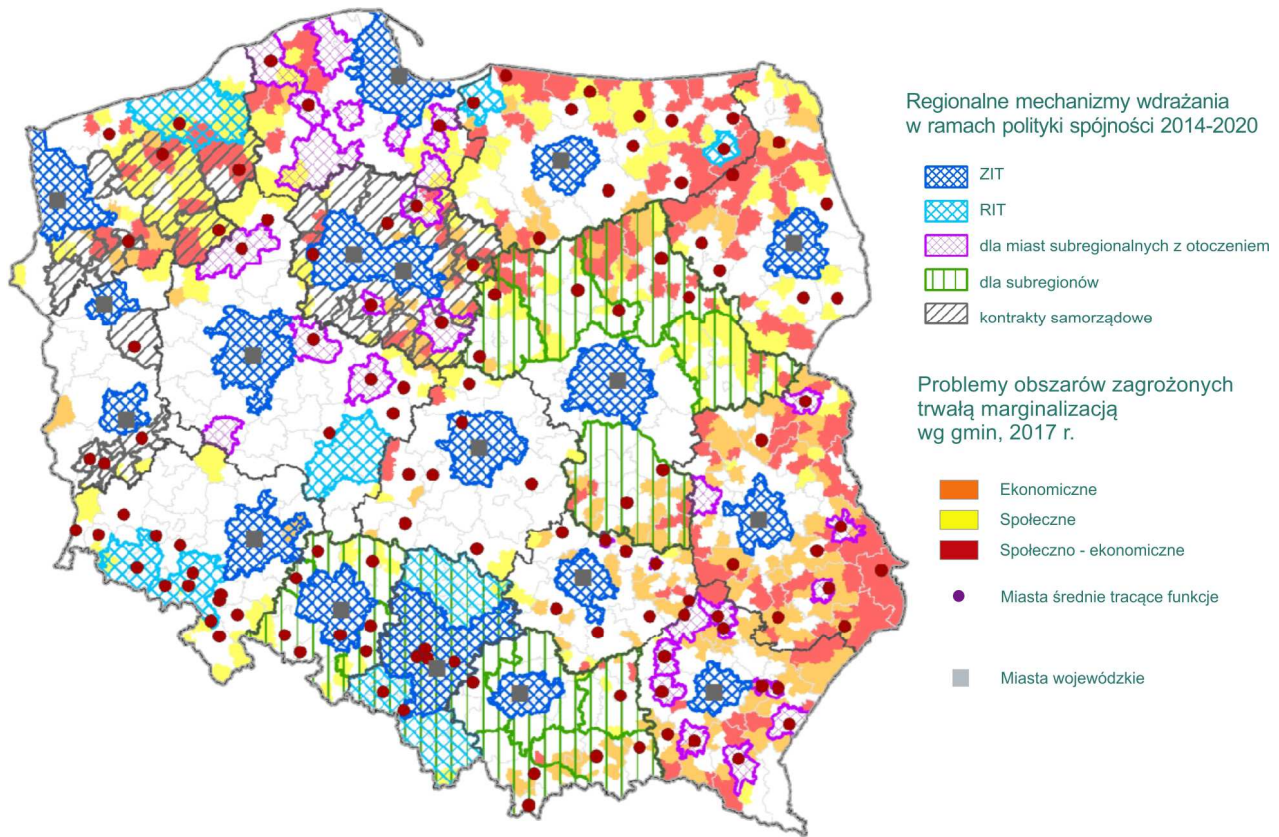 Regionalne mechanizmy wdrażania
w ramach polityki spójności 2014-2020
ZIT
RIT
dla miast subregionalnych z otoczeniem
dla subregionów
kontrakty samorządowe
Problemy obszarów zagrożonych
trwałą marginalizacją
wg gmin, 2017 r.
Ekonomiczne
Społeczne
Społeczno - ekonomiczne
Miasta średnie tracące funkcje
Miasta wojewódzkie